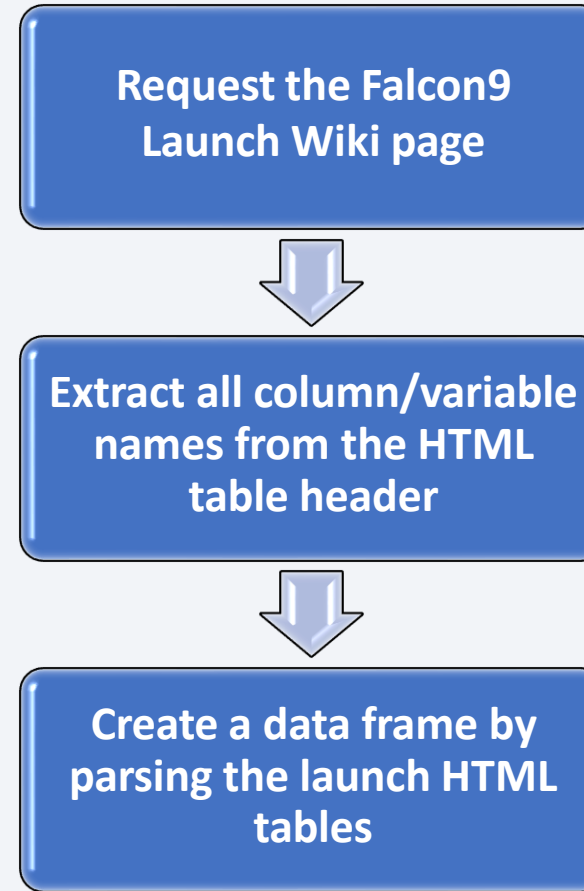 Request the Falcon9
Launch Wiki page
Extract all column/variable
names from the HTML
table header
Create a data frame by
parsing the launch HTML
tables